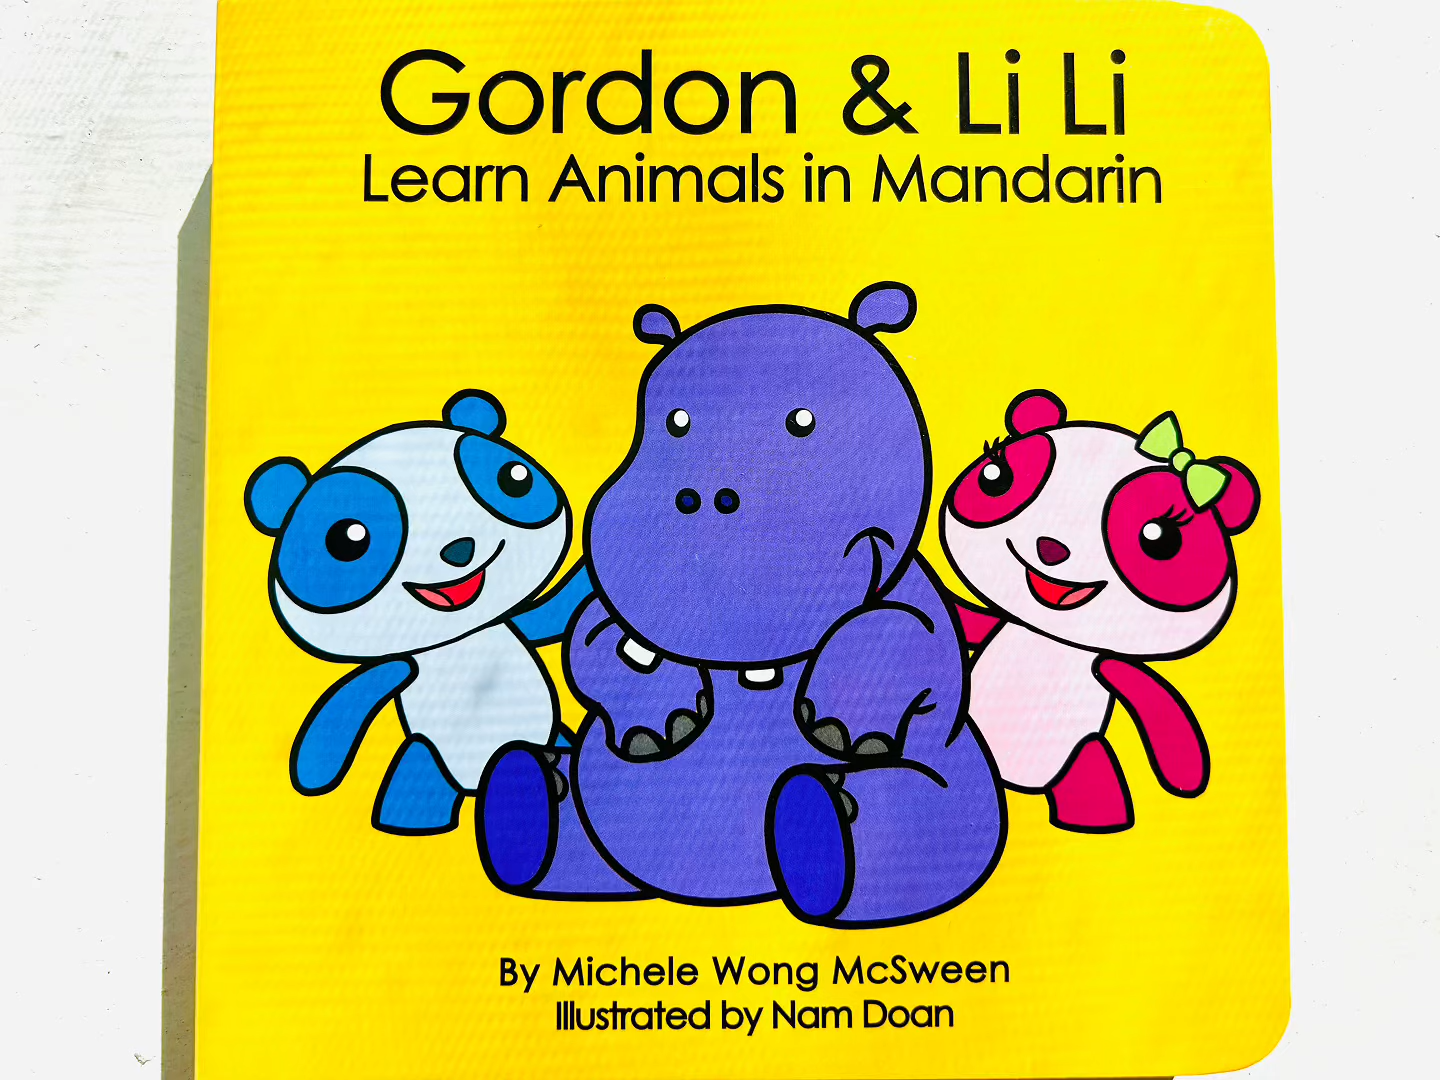 Gordon & Li Li
Learn Animals in Mandarin
By Michele Wong McSween
Illustrated by Nam Doan